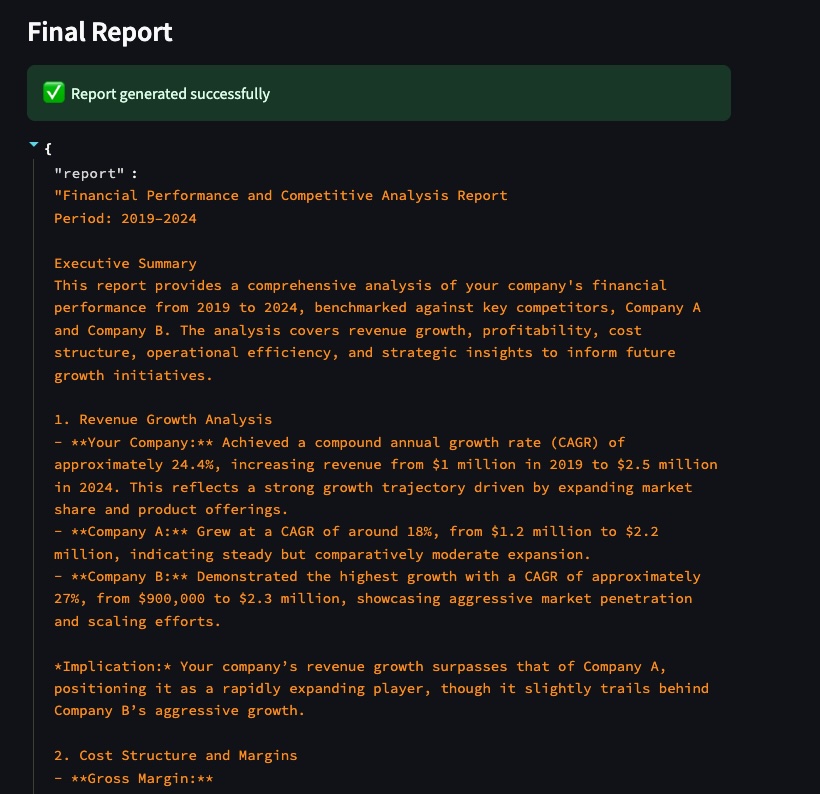 Final Report
✅ Report generated successfully
{
"report" :
"Financial Performance and Competitive Analysis Report
Period: 2019–2024
Executive Summary
This report provides a comprehensive analysis of your company's financial
performance from 2019 to 2024, benchmarked against key competitors, Company A
and Company B. The analysis covers revenue growth, profitability, cost
structure, operational efficiency, and strategic insights to inform future
growth initiatives.
1. Revenue Growth Analysis
- **Your Company:** Achieved a compound annual growth rate (CAGR) of
approximately 24.4%, increasing revenue from $1 million in 2019 to $2.5 million
in 2024. This reflects a strong growth trajectory driven by expanding market
share and product offerings.
- **Company A:** Grew at a CAGR of around 18%, from $1.2 million to $2.2
million, indicating steady but comparatively moderate expansion.
- **Company B:** Demonstrated the highest growth with a CAGR of approximately
27%, from $900,000 to $2.3 million, showcasing aggressive market penetration
and scaling efforts.
*Implication:* Your company’s revenue growth surpasses that of Company A,
positioning it as a rapidly expanding player, though it slightly trails behind
Company B’s aggressive growth.
2. Cost Structure and Margins
- **Gross Margin:**